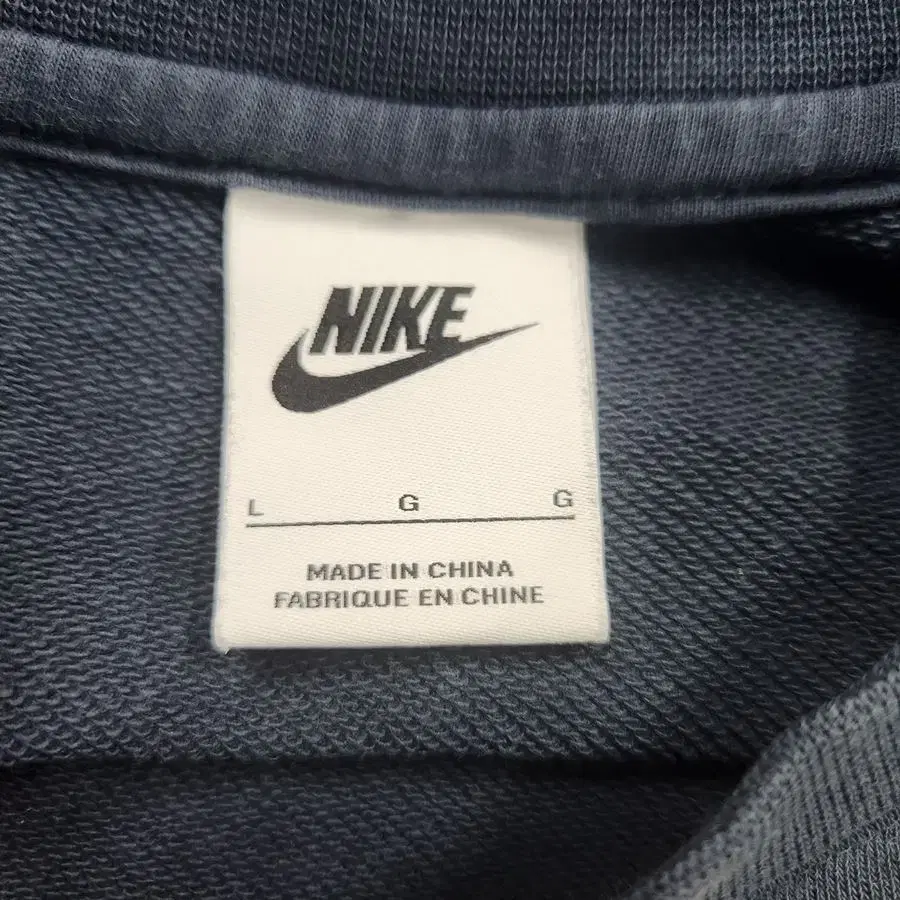 NIKE
L G G
MADE IN CHINA
FABRIQUE EN CHINE